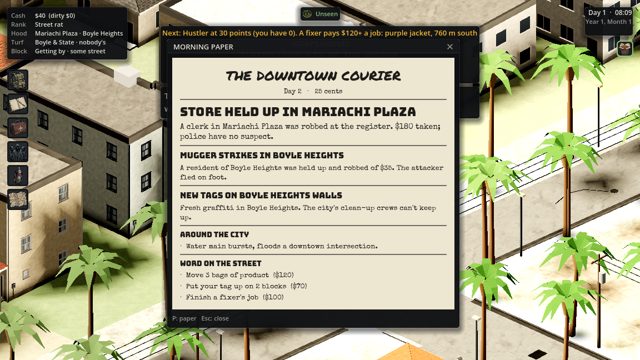 Cash $40 (dirty $0)
Rank Street rat
Hood Mariachi Plaza · Boyle Heights
Turf Boyle & State · nobody's
Block Getting by · some street
Unseen
Day 1 · 08:09
Year 1, Month 1
Next: Hustler at 30 points (you have 0). A fixer pays $120+ a job: purple jacket, 760 m south
MORNING PAPER
THE DOWNTOWN COURIER
Day 2 · 25 cents
STORE HELD UP IN MARIACHI PLAZA
A clerk in Mariachi Plaza was robbed at the register. $180 taken;
police have no suspect.
MUGGER STRIKES IN BOYLE HEIGHTS
A resident of Boyle Heights was held up and robbed of $35. The attacker
fled on foot.
NEW TAGS ON BOYLE HEIGHTS WALLS
Fresh graffiti in Boyle Heights. The city's clean-up crews can't keep
up.
AROUND THE CITY
· Water main bursts, floods a downtown intersection.
WORD ON THE STREET
· Move 3 bags of product ($120)
· Put your tag up on 2 blocks ($70)
· Finish a fixer's job ($100)
P: paper Esc: close